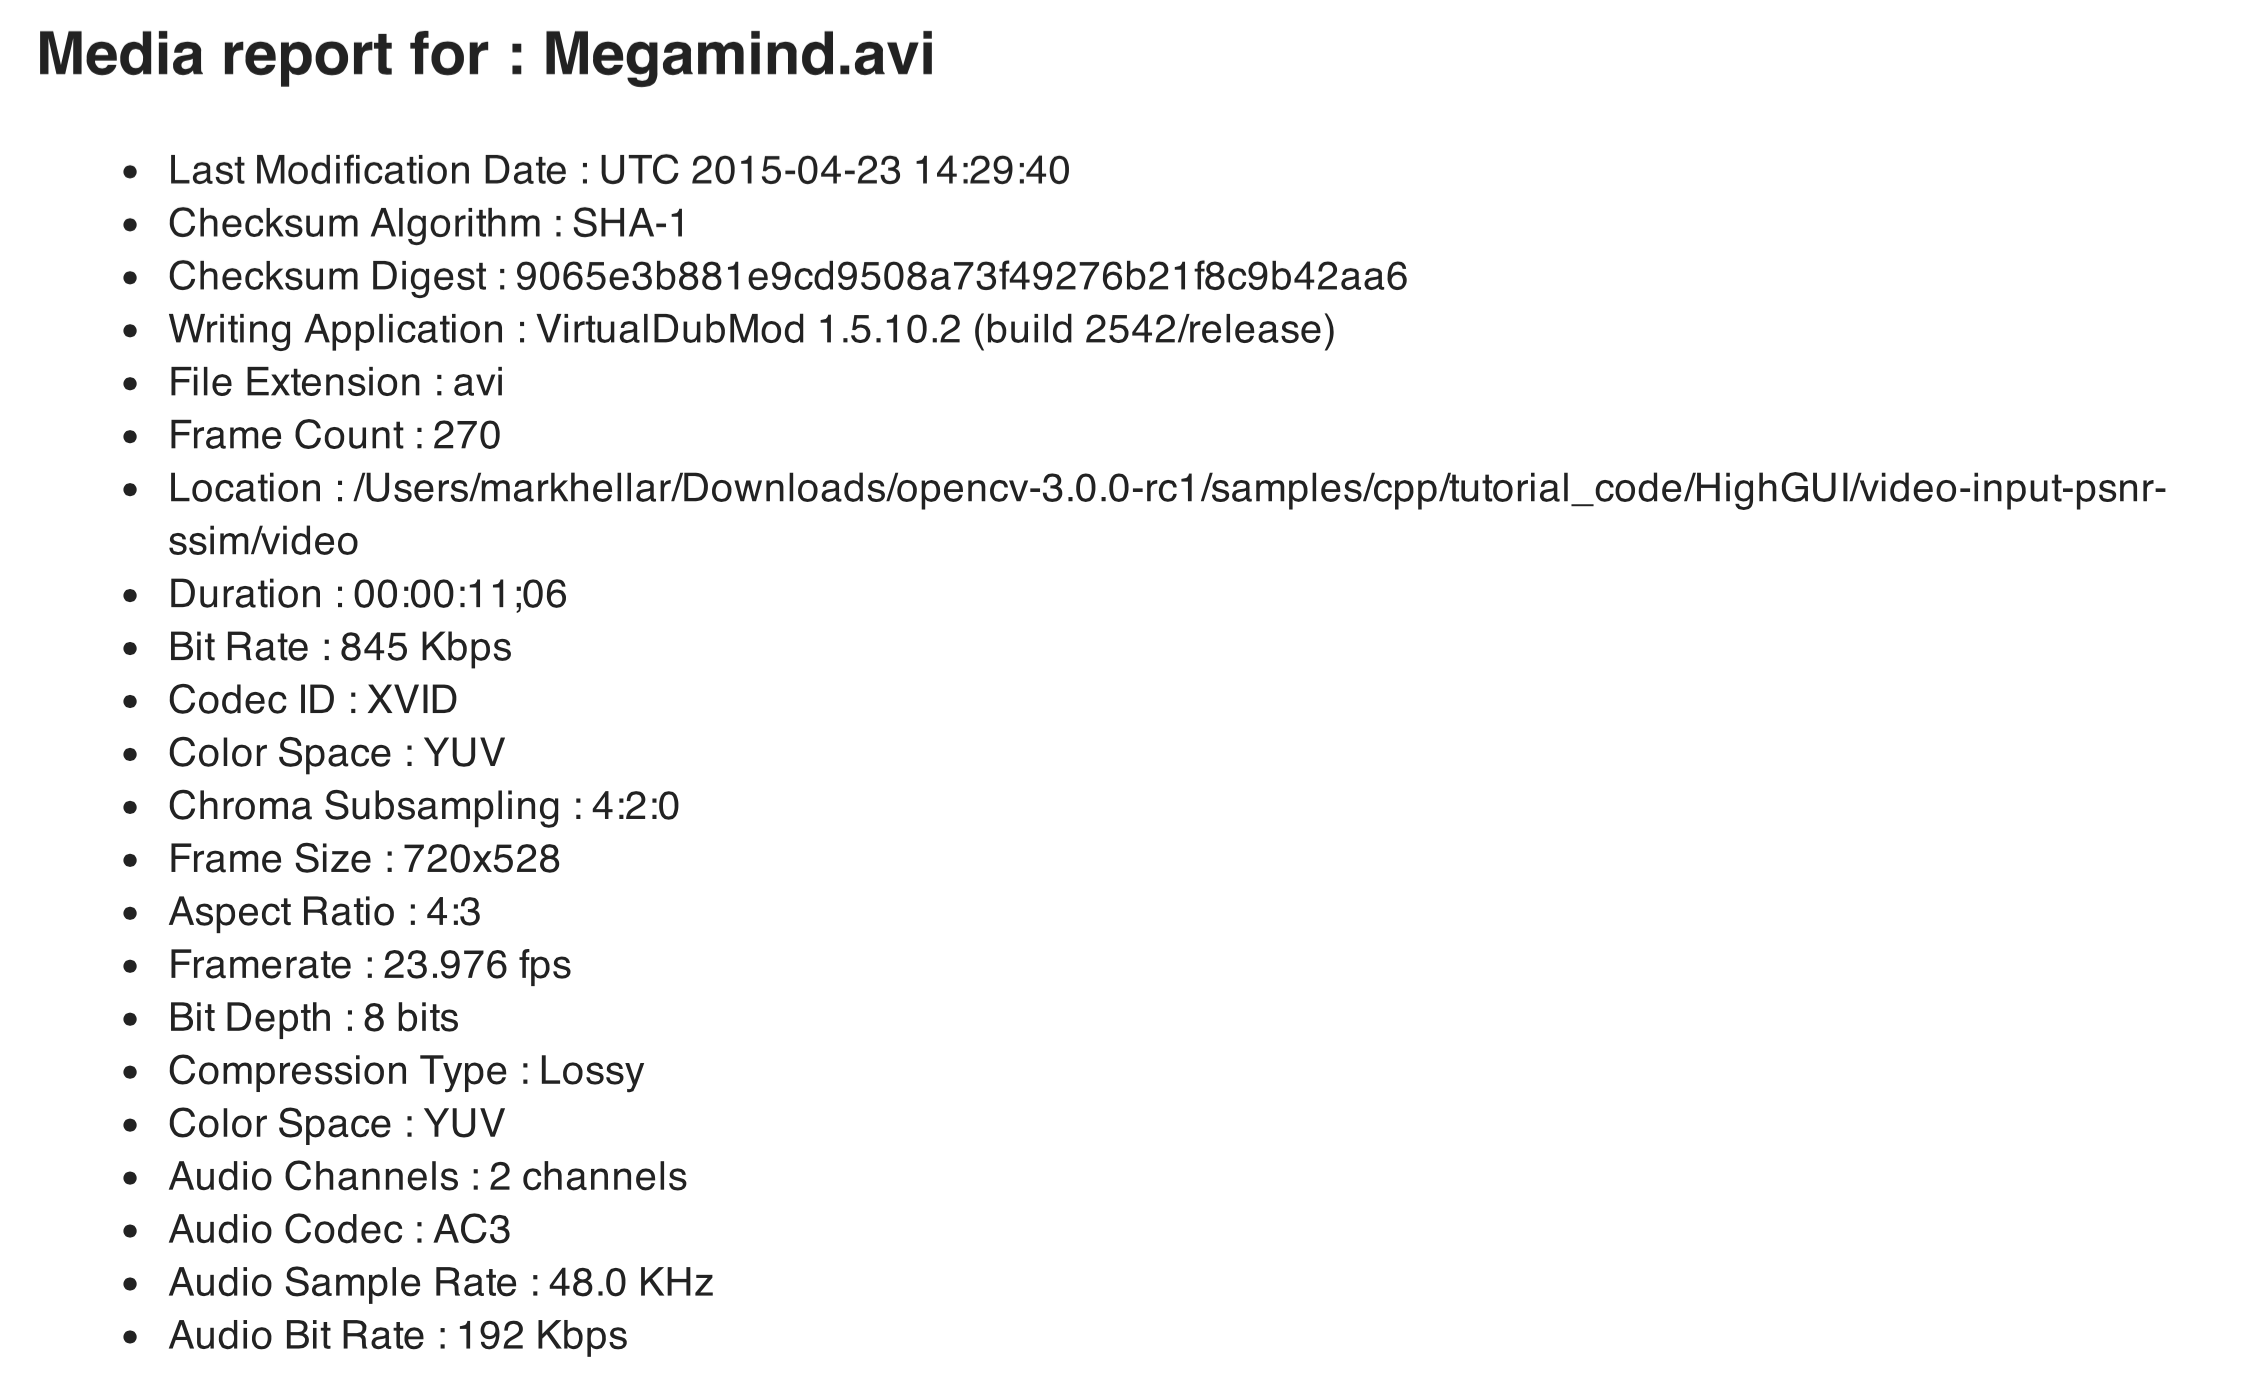 Media report for : Megamind.avi
• Last Modification Date : UTC 2015-04-23 14:29:40
• Checksum Algorithm : SHA-1
• Checksum Digest : 9065e3b881e9cd9508a73f49276b21f8c9b42aa6
• Writing Application : VirtualDubMod 1.5.10.2 (build 2542/release)
• File Extension : avi
• Frame Count : 270
• Location : /Users/markhellar/Downloads/opencv-3.0.0-rc1/samples/cpp/tutorial_code/HighGUI/video-input-psnr-
ssim/video
• Duration : 00:00:11;06
• Bit Rate : 845 Kbps
• Codec ID : XVID
• Color Space : YUV
• Chroma Subsampling : 4:2:0
• Frame Size : 720x528
• Aspect Ratio : 4:3
• Framerate : 23.976 fps
• Bit Depth : 8 bits
• Compression Type : Lossy
• Color Space : YUV
• Audio Channels : 2 channels
• Audio Codec : AC3
• Audio Sample Rate : 48.0 KHz
• Audio Bit Rate : 192 Kbps